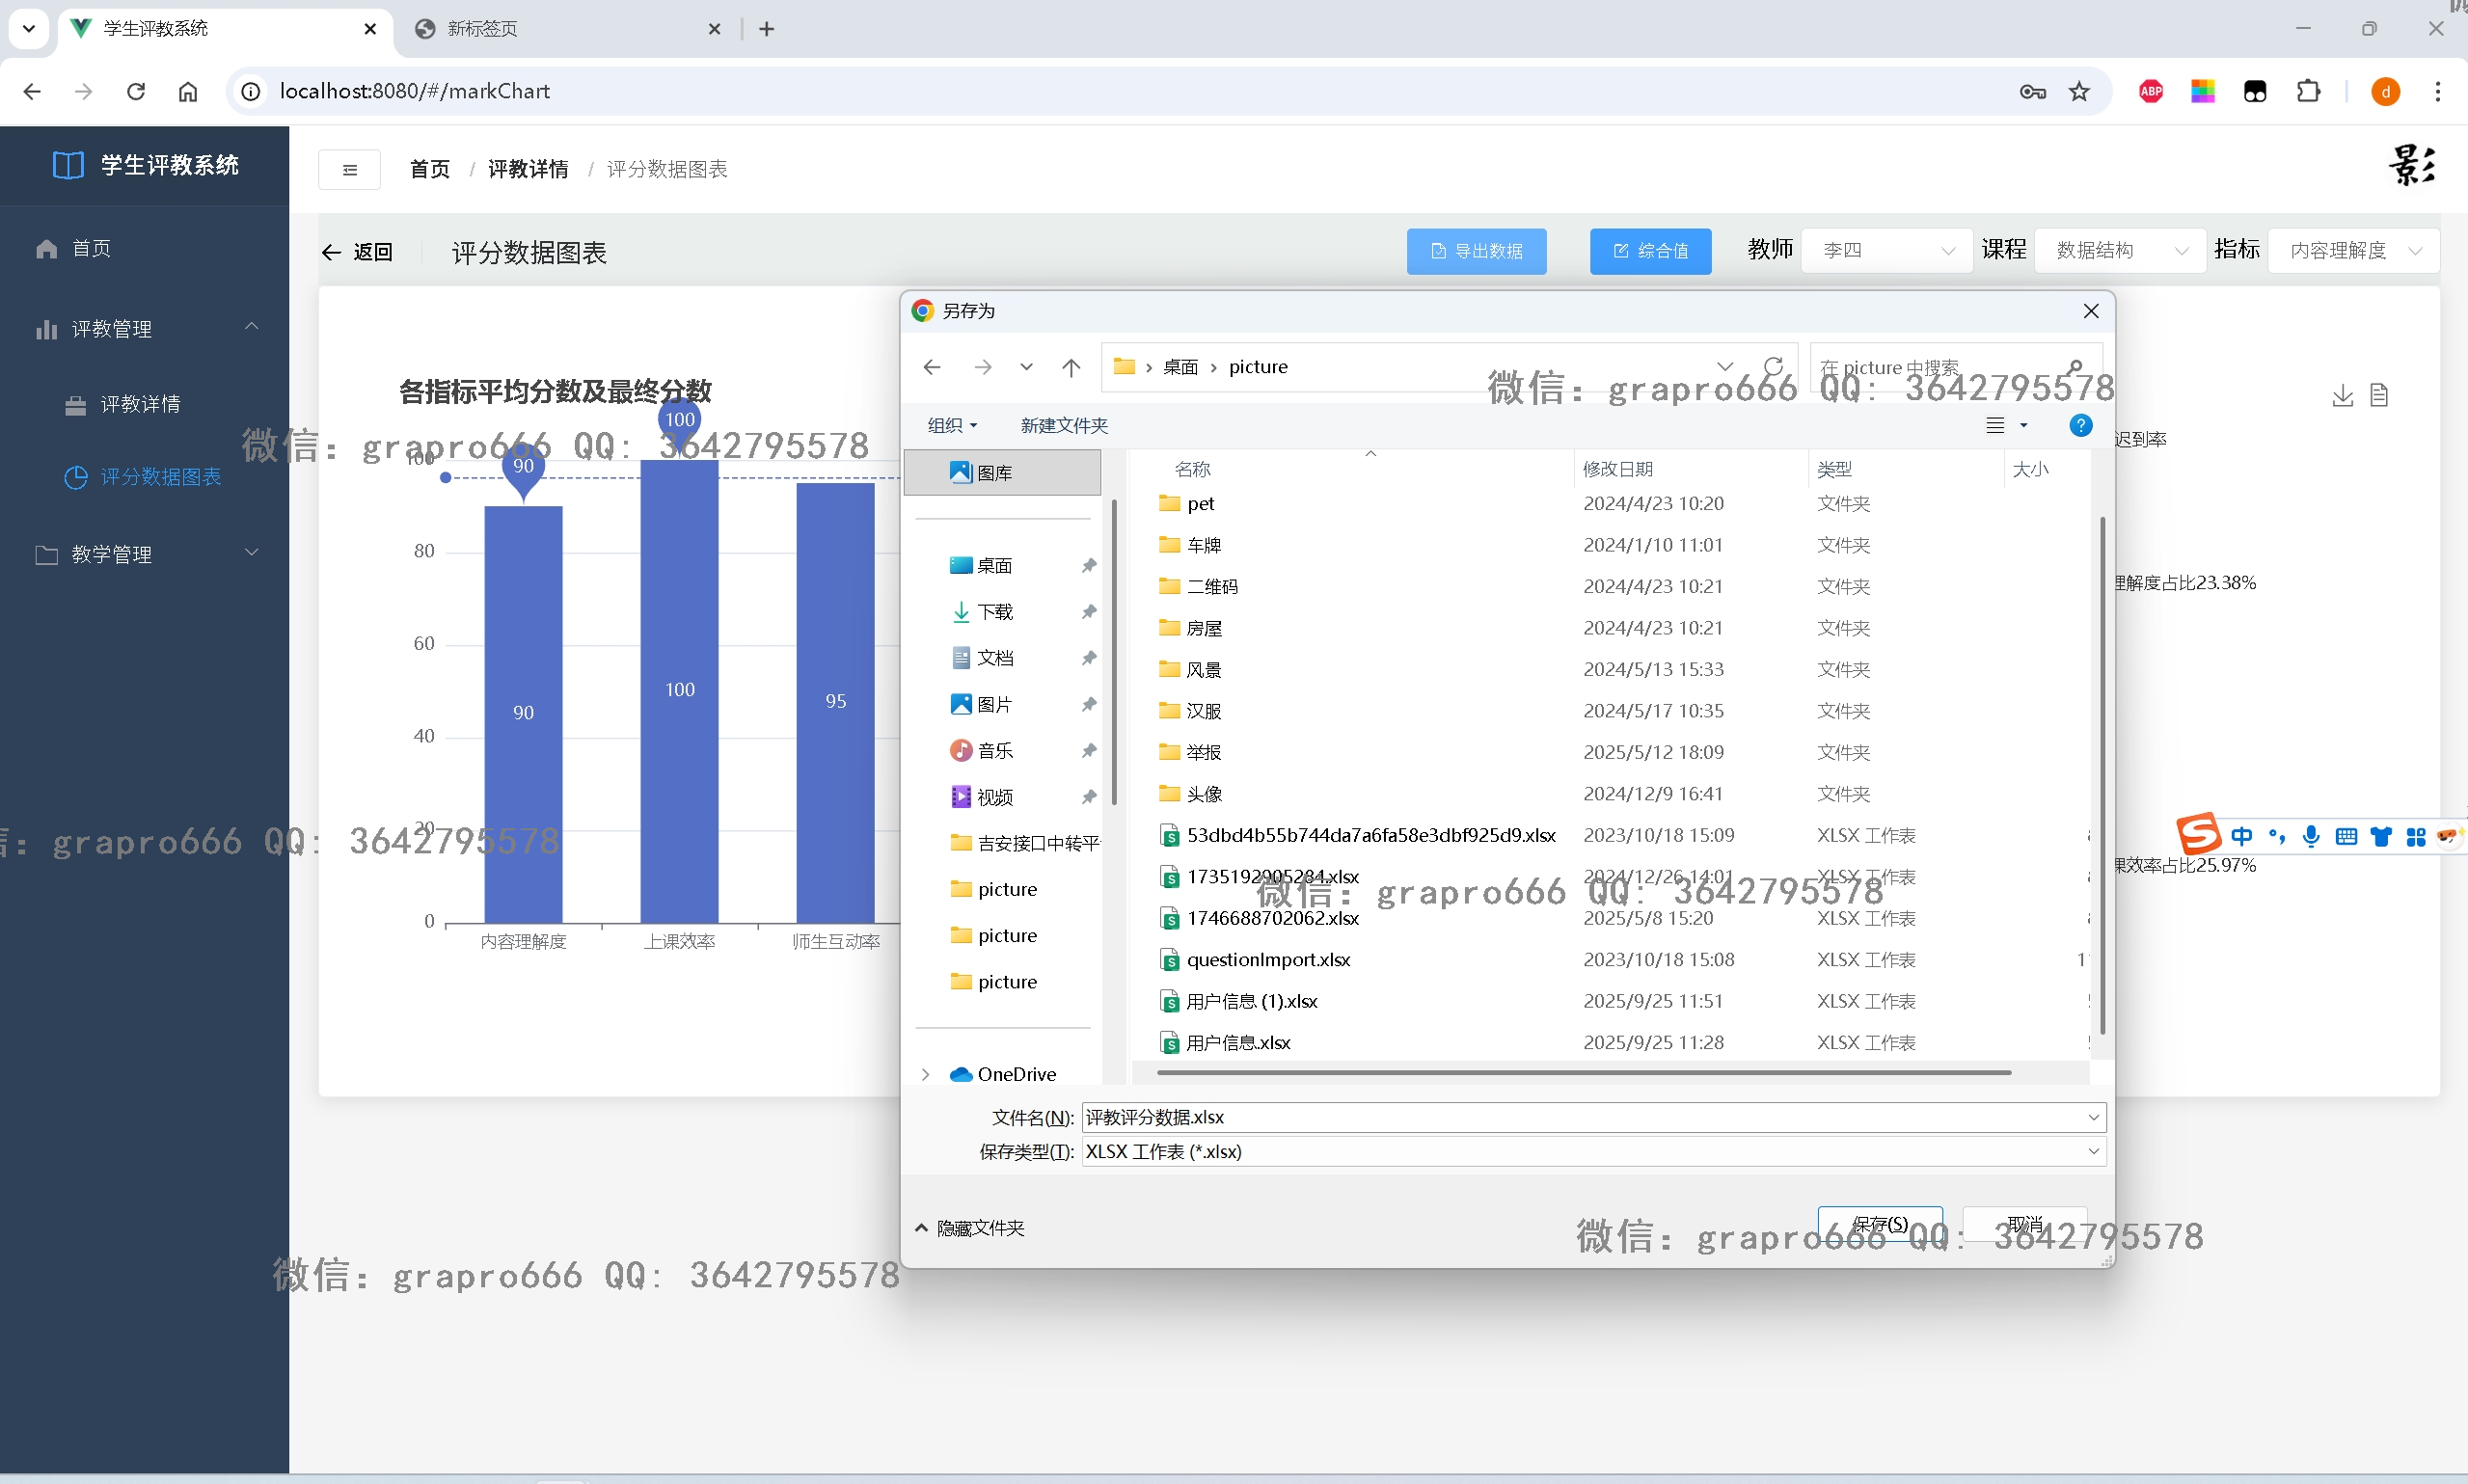 学生评教系统
新标签页
localhost:8080/#/markChart
ABP
d
学生评教系统
首页
评教管理
评教详情
评分数据图表
教学管理
首页 / 评教详情 / 评分数据图表
影
返回
评分数据图表
导出数据
综合值
教师 李四
课程 数据结构
指标 内容理解度
各指标平均分数及最终分数
100
90
100
80
60
40
20
0
90
100
95
内容理解度
上课效率
师生互动率
迟到率
理解度占比23.38%
课效率占比25.97%
另存为
桌面 › picture
在 picture 中搜索
组织
新建文件夹
图库
桌面
下载
文档
图片
音乐
视频
吉安接口中转平
picture
picture
picture
OneDrive
名称 修改日期 类型 大小
pet 2024/4/23 10:20 文件夹
车牌 2024/1/10 11:01 文件夹
二维码 2024/4/23 10:21 文件夹
房屋 2024/4/23 10:21 文件夹
风景 2024/5/13 15:33 文件夹
汉服 2024/5/17 10:35 文件夹
举报 2025/5/12 18:09 文件夹
头像 2024/12/9 16:41 文件夹
53dbd4b55b744da7a6fa58e3dbf925d9.xlsx 2023/10/18 15:09 XLSX 工作表
1735192905284.xlsx 2024/12/26 14:01 XLSX 工作表
1746688702062.xlsx 2025/5/8 15:20 XLSX 工作表
questionImport.xlsx 2023/10/18 15:08 XLSX 工作表
用户信息 (1).xlsx 2025/9/25 11:51 XLSX 工作表
用户信息.xlsx 2025/9/25 11:28 XLSX 工作表
文件名(N): 评教评分数据.xlsx
保存类型(T): XLSX 工作表 (*.xlsx)
隐藏文件夹
保存(S)
取消
中
微信: grapro666 QQ: 3642795578
微信: grapro666 QQ: 3642795578
信: grapro666 QQ: 3642795578
微信: grapro666 QQ: 3642795578
微信: grapro666 QQ: 3642795578
微信: grapro666 QQ: 3642795578